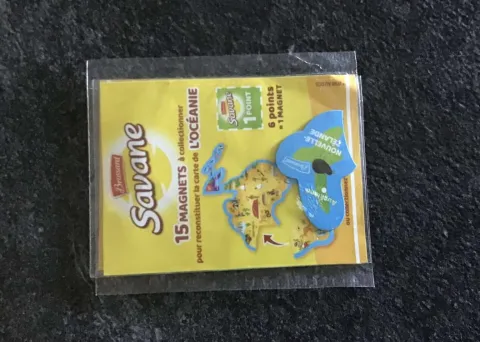 Brossard
Savane
15 MAGNETS à collectionner
pour reconstituer la carte de L'OCÉANIE
Savane
1 POINT
6 points
= 1 MAGNET
NOUVELLE-
ZÉLANDE